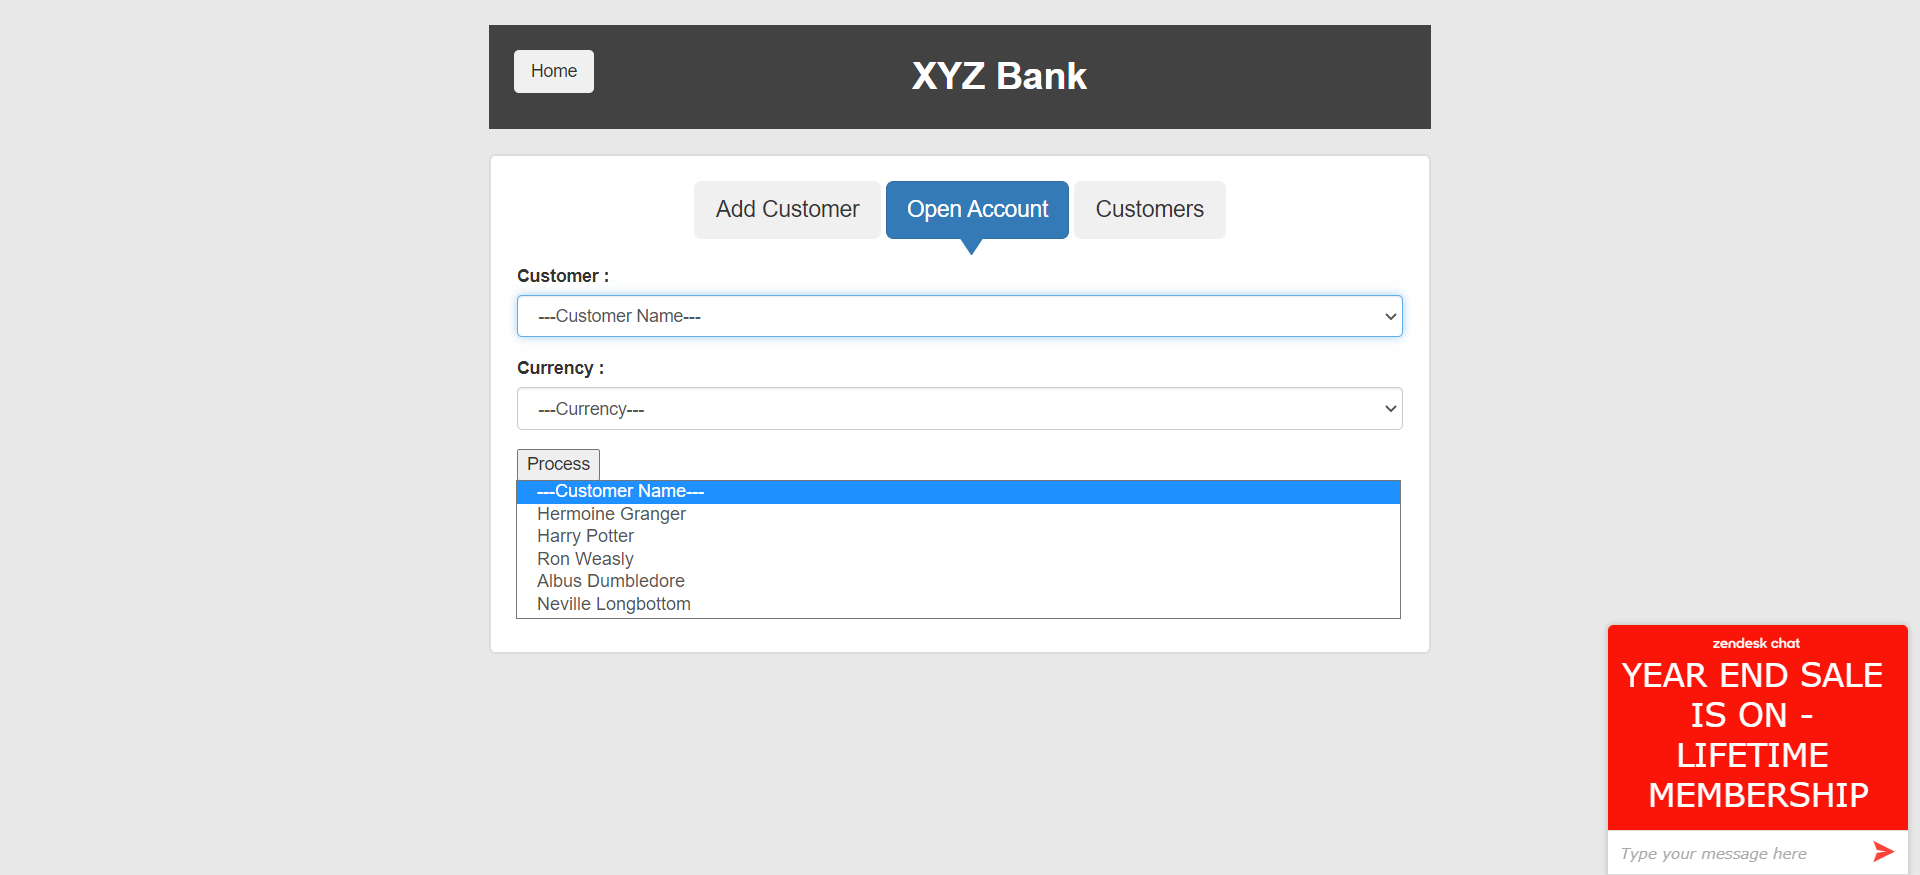 Home
XYZ Bank
Add Customer
Open Account
Customers
Customer :
---Customer Name---
Currency :
---Currency---
Process
---Customer Name---
Hermoine Granger
Harry Potter
Ron Weasly
Albus Dumbledore
Neville Longbottom
zendesk chat
YEAR END SALE
IS ON -
LIFETIME
MEMBERSHIP
Type your message here